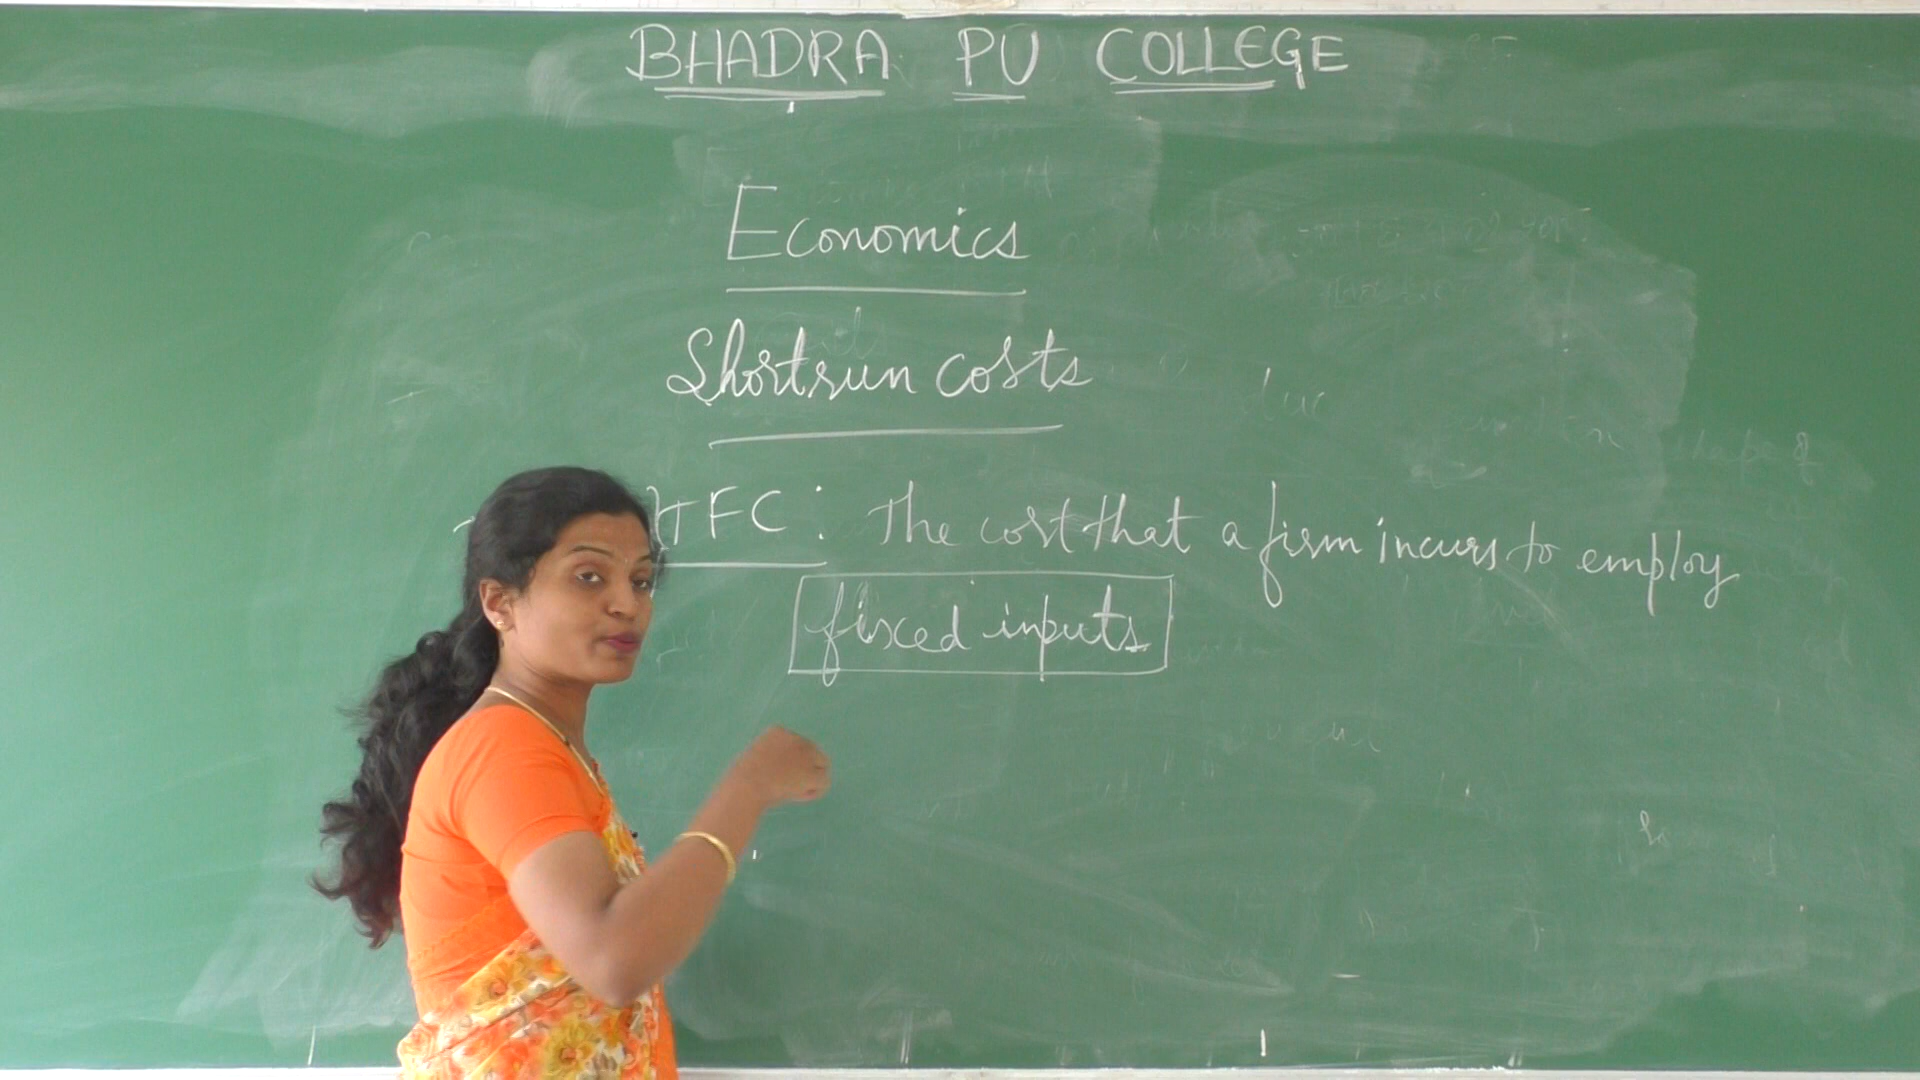 BHADRA PU COLLEGE
Economics
Shortrun costs
TFC : The cost that a firm incurs to employ
fixed inputs